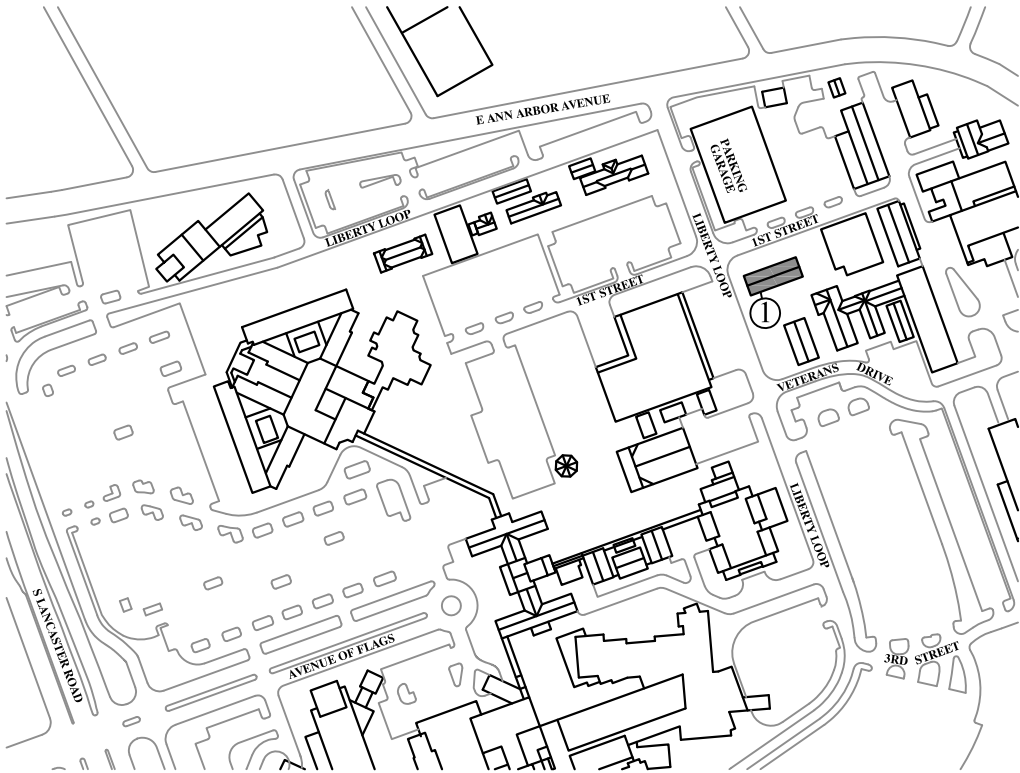 E ANN ARBOR AVENUE
PARKING
GARAGE
LIBERTY LOOP
LIBERTY LOOP
1ST STREET
1ST STREET
1
VETERANS DRIVE
LIBERTY LOOP
S LANCASTER ROAD
AVENUE OF FLAGS
3RD STREET